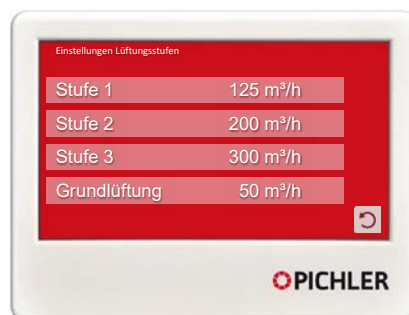 Einstellungen Lüftungsstufen
Stufe 1 125 m³/h
Stufe 2 200 m³/h
Stufe 3 300 m³/h
Grundlüftung 50 m³/h
PICHLER